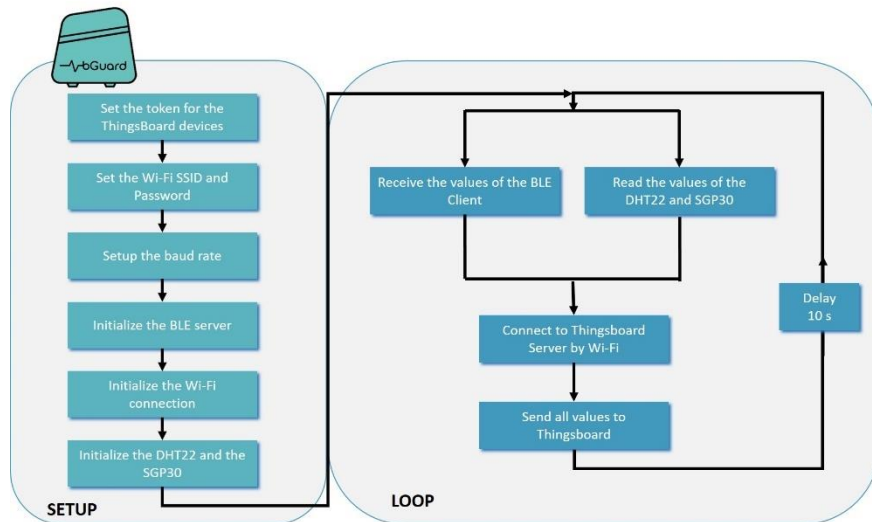 bGuard
Set the token for the
ThingsBoard devices
Set the Wi-Fi SSID and
Password
Setup the baud rate
Initialize the BLE server
Initialize the Wi-Fi
connection
Initialize the DHT22 and the
SGP30
SETUP
Receive the values of the BLE
Client
Read the values of the
DHT22 and SGP30
Connect to Thingsboard
Server by Wi-Fi
Send all values to
Thingsboard
Delay
10 s
LOOP